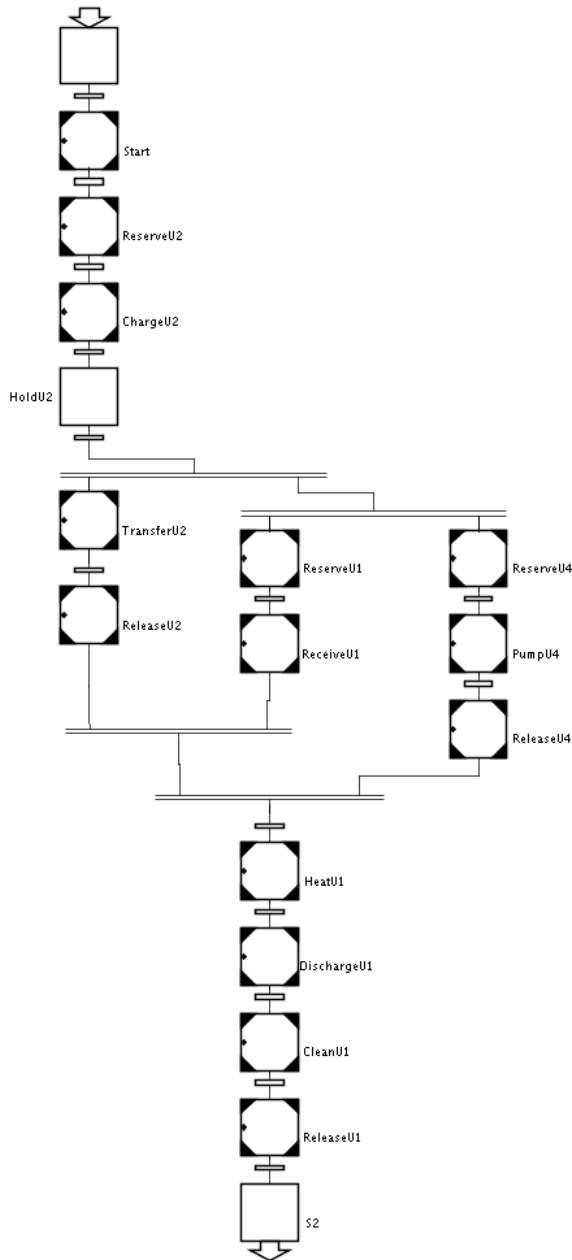 Start
ReserveU2
ChargeU2
HoldU2
TransferU2
ReserveU1
ReserveU4
ReleaseU2
ReceiveU1
PumpU4
ReleaseU4
HeatU1
DischargeU1
CleanU1
ReleaseU1
S2